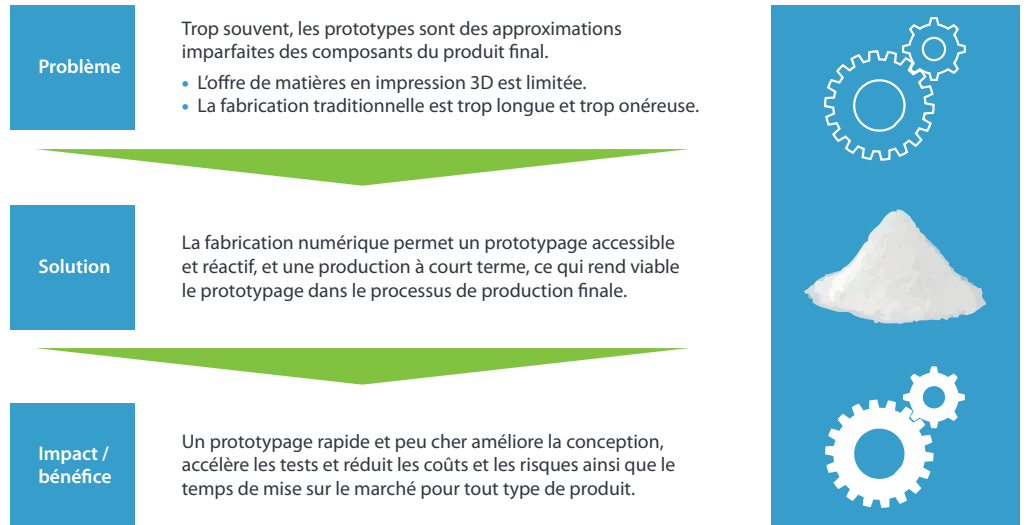 Problème
Trop souvent, les prototypes sont des approximations
imparfaites des composants du produit final.
• L'offre de matières en impression 3D est limitée.
• La fabrication traditionnelle est trop longue et trop onéreuse.
Solution
La fabrication numérique permet un prototypage accessible
et réactif, et une production à court terme, ce qui rend viable
le prototypage dans le processus de production finale.
Impact /
bénéfice
Un prototypage rapide et peu cher améliore la conception,
accélère les tests et réduit les coûts et les risques ainsi que le
temps de mise sur le marché pour tout type de produit.